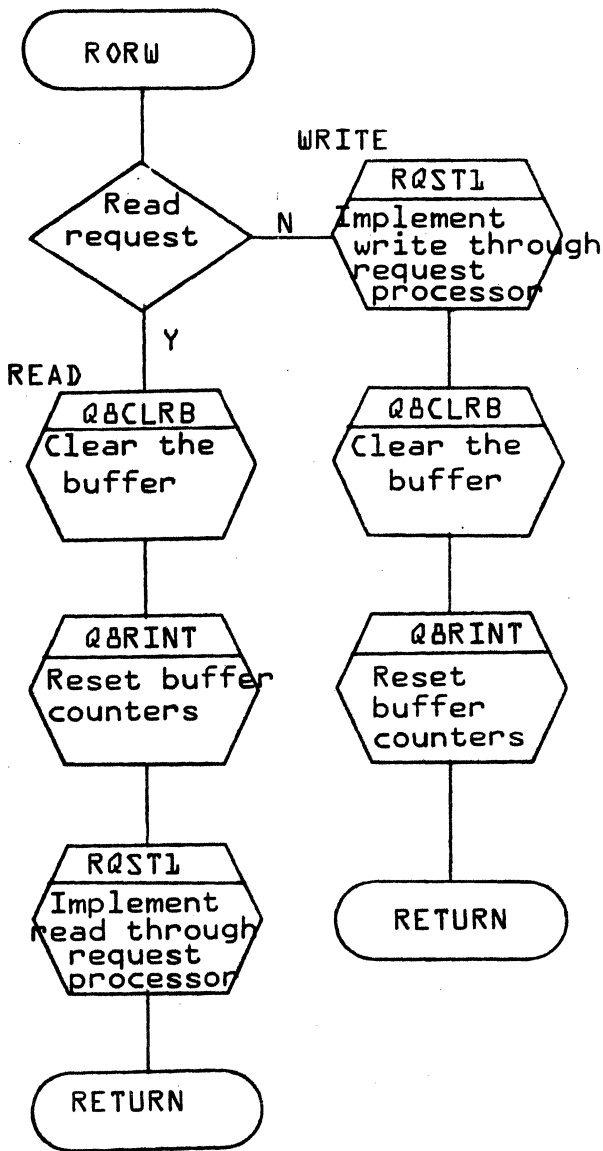 RORW
WRITE
RQST1
Read
request
N
Implement
write through
request
processor
Y
READ
Q8CLRB
Clear the
buffer
Q8CLRB
Clear the
buffer
Q8RINT
Reset buffer
counters
Q8RINT
Reset
buffer
counters
RQST1
Implement
read through
request
processor
RETURN
RETURN